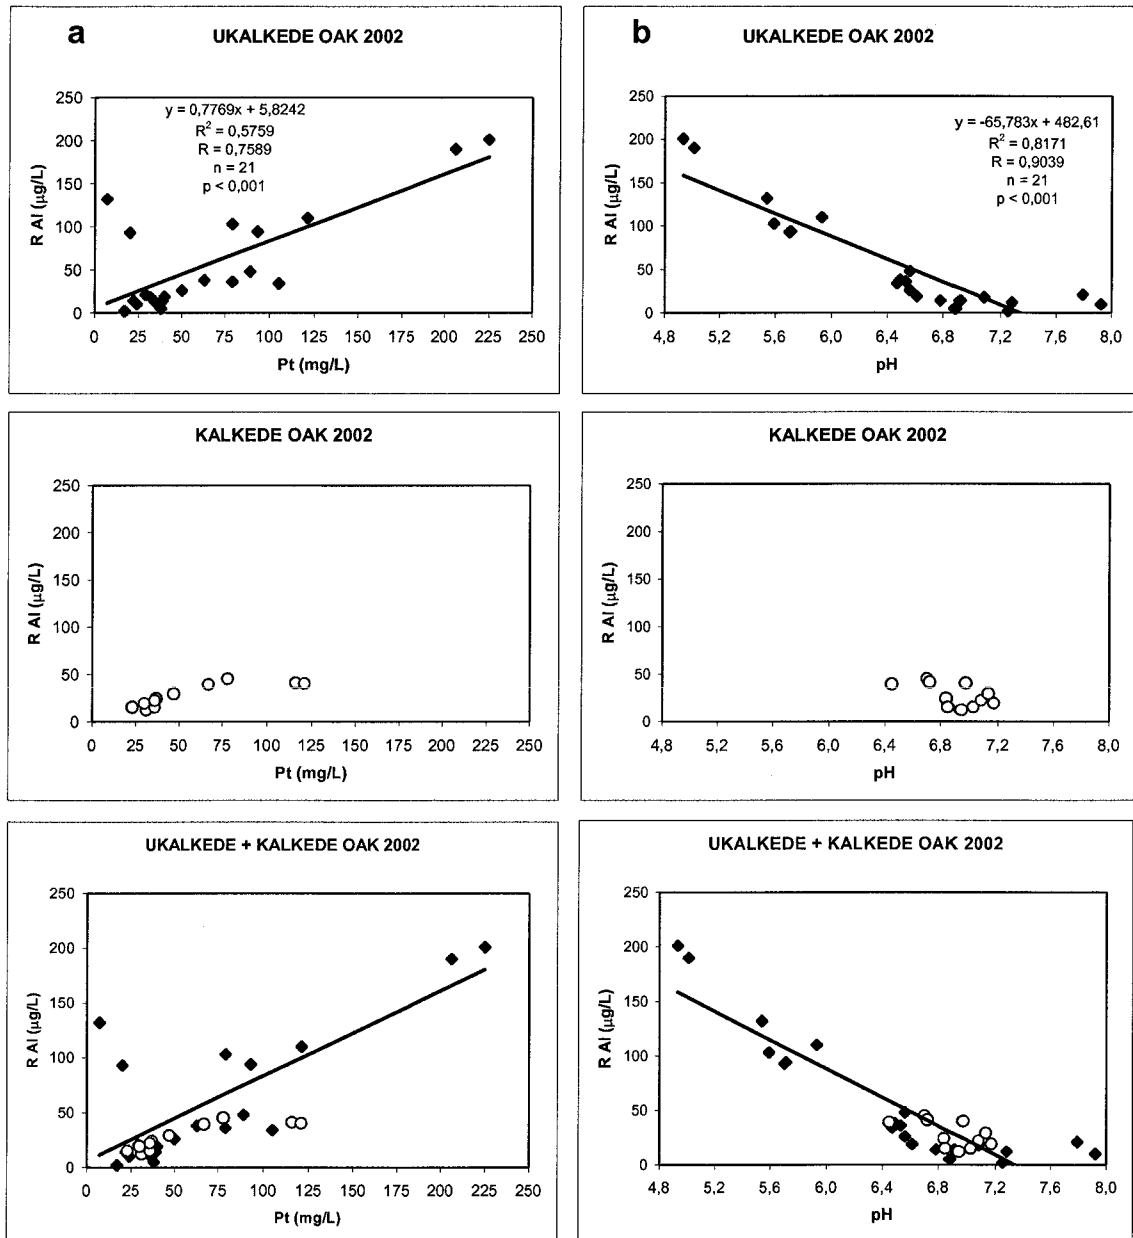 a
UKALKEDE OAK 2002
y = 0,7769x + 5,8242
R² = 0,5759
R = 0,7589
n = 21
p < 0,001
250
200
150
100
50
0
R Al (µg/L)
0 25 50 75 100 125 150 175 200 225 250
Pt (mg/L)
b
UKALKEDE OAK 2002
y = -65,783x + 482,61
R² = 0,8171
R = 0,9039
n = 21
p < 0,001
250
200
150
100
50
0
R Al (µg/L)
4,8 5,2 5,6 6,0 6,4 6,8 7,2 7,6 8,0
pH
KALKEDE OAK 2002
250
200
150
100
50
0
R Al (µg/L)
0 25 50 75 100 125 150 175 200 225 250
Pt (mg/L)
KALKEDE OAK 2002
250
200
150
100
50
0
R Al (µg/L)
4,8 5,2 5,6 6,0 6,4 6,8 7,2 7,6 8,0
pH
UKALKEDE + KALKEDE OAK 2002
250
200
150
100
50
0
R Al (µg/L)
0 25 50 75 100 125 150 175 200 225 250
Pt (mg/L)
UKALKEDE + KALKEDE OAK 2002
250
200
150
100
50
0
R Al (µg/L)
4,8 5,2 5,6 6,0 6,4 6,8 7,2 7,6 8,0
pH